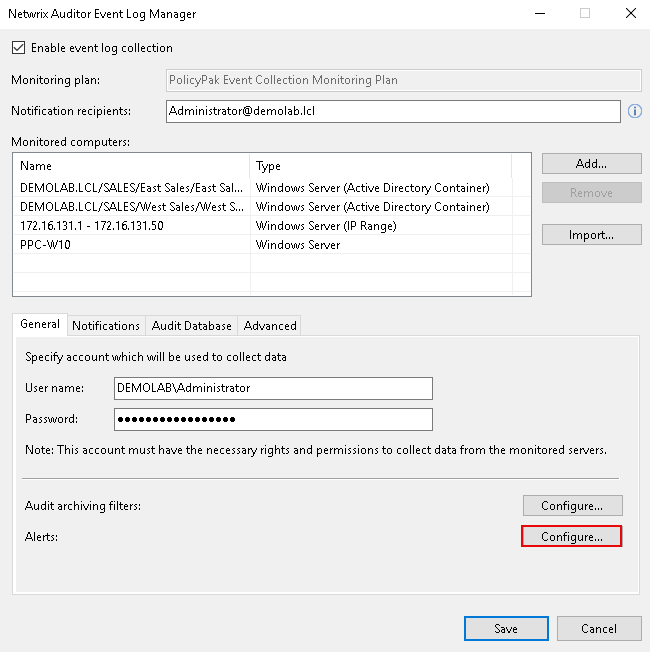 Netwrix Auditor Event Log Manager
Enable event log collection
Monitoring plan: PolicyPak Event Collection Monitoring Plan
Notification recipients: Administrator@demolab.lcl
Monitored computers:
Name Type
DEMOLAB.LCL/SALES/East Sales/East Sal... Windows Server (Active Directory Container)
DEMOLAB.LCL/SALES/West Sales/West S... Windows Server (Active Directory Container)
172.16.131.1 - 172.16.131.50 Windows Server (IP Range)
PPC-W10 Windows Server
Add...
Remove
Import...
General Notifications Audit Database Advanced
Specify account which will be used to collect data
User name: DEMOLAB\Administrator
Password: ●●●●●●●●●●●●●●●●●
Note: This account must have the necessary rights and permissions to collect data from the monitored servers.
Audit archiving filters: Configure...
Alerts: Configure...
Save Cancel